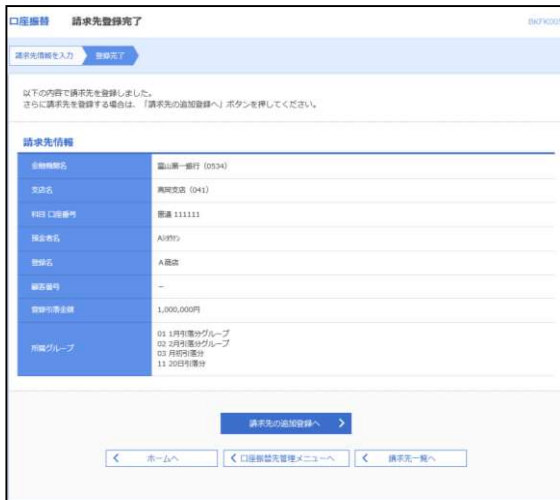 口座振替 請求先登録完了 BKFK005
請求先情報を入力 登録完了
以下の内容で請求先を登録しました。
さらに請求先を登録する場合は、「請求先の追加登録へ」ボタンを押してください。
請求先情報
金融機関名 富山第一銀行（0534）
支店名 高岡支店（041）
科目 口座番号 普通 111111
預金者名
登録名 A商店
顧客番号 －
登録引落金額 1,000,000円
所属グループ
01 1月引落分グループ
02 2月引落分グループ
03 月初引落分
11 20日引落分
請求先の追加登録へ
ホームへ 口座振替先管理メニューへ 請求先一覧へ